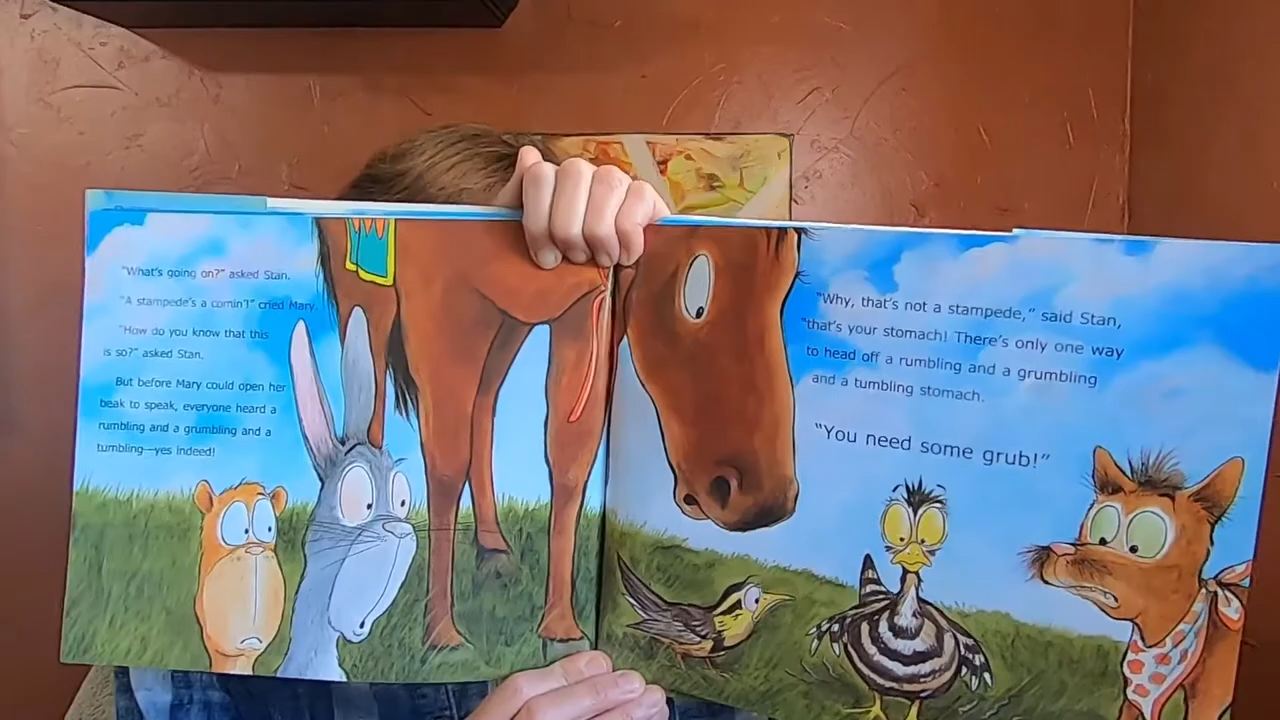 "What's going on?" asked Stan.
"A stampede's a comin'!" cried Mary.
"How do you know that this
is so?" asked Stan.
But before Mary could open her
beak to speak, everyone heard a
rumbling and a grumbling and a
tumbling—yes indeed!
"Why, that's not a stampede," said Stan,
"that's your stomach! There's only one way
to head off a rumbling and a grumbling
and a tumbling stomach.
"You need some grub!"